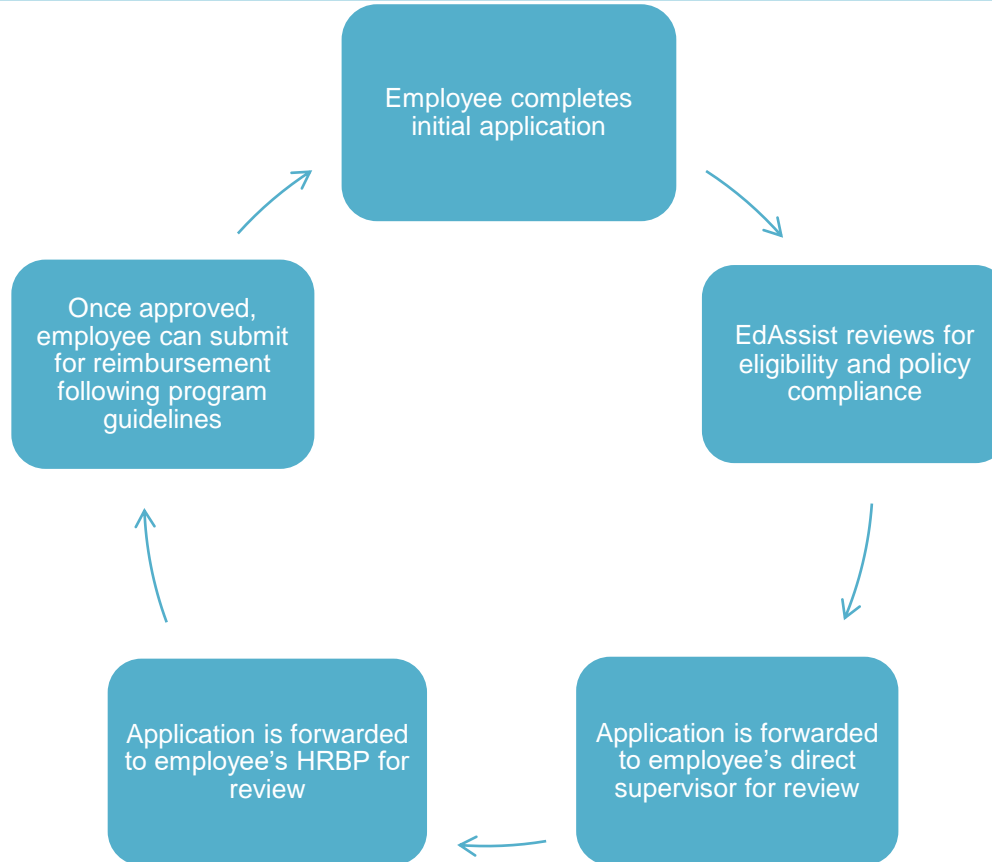 Employee completes
initial application
EdAssist reviews for
eligibility and policy
compliance
Application is forwarded
to employee’s direct
supervisor for review
Application is forwarded
to employee’s HRBP for
review
Once approved,
employee can submit
for reimbursement
following program
guidelines